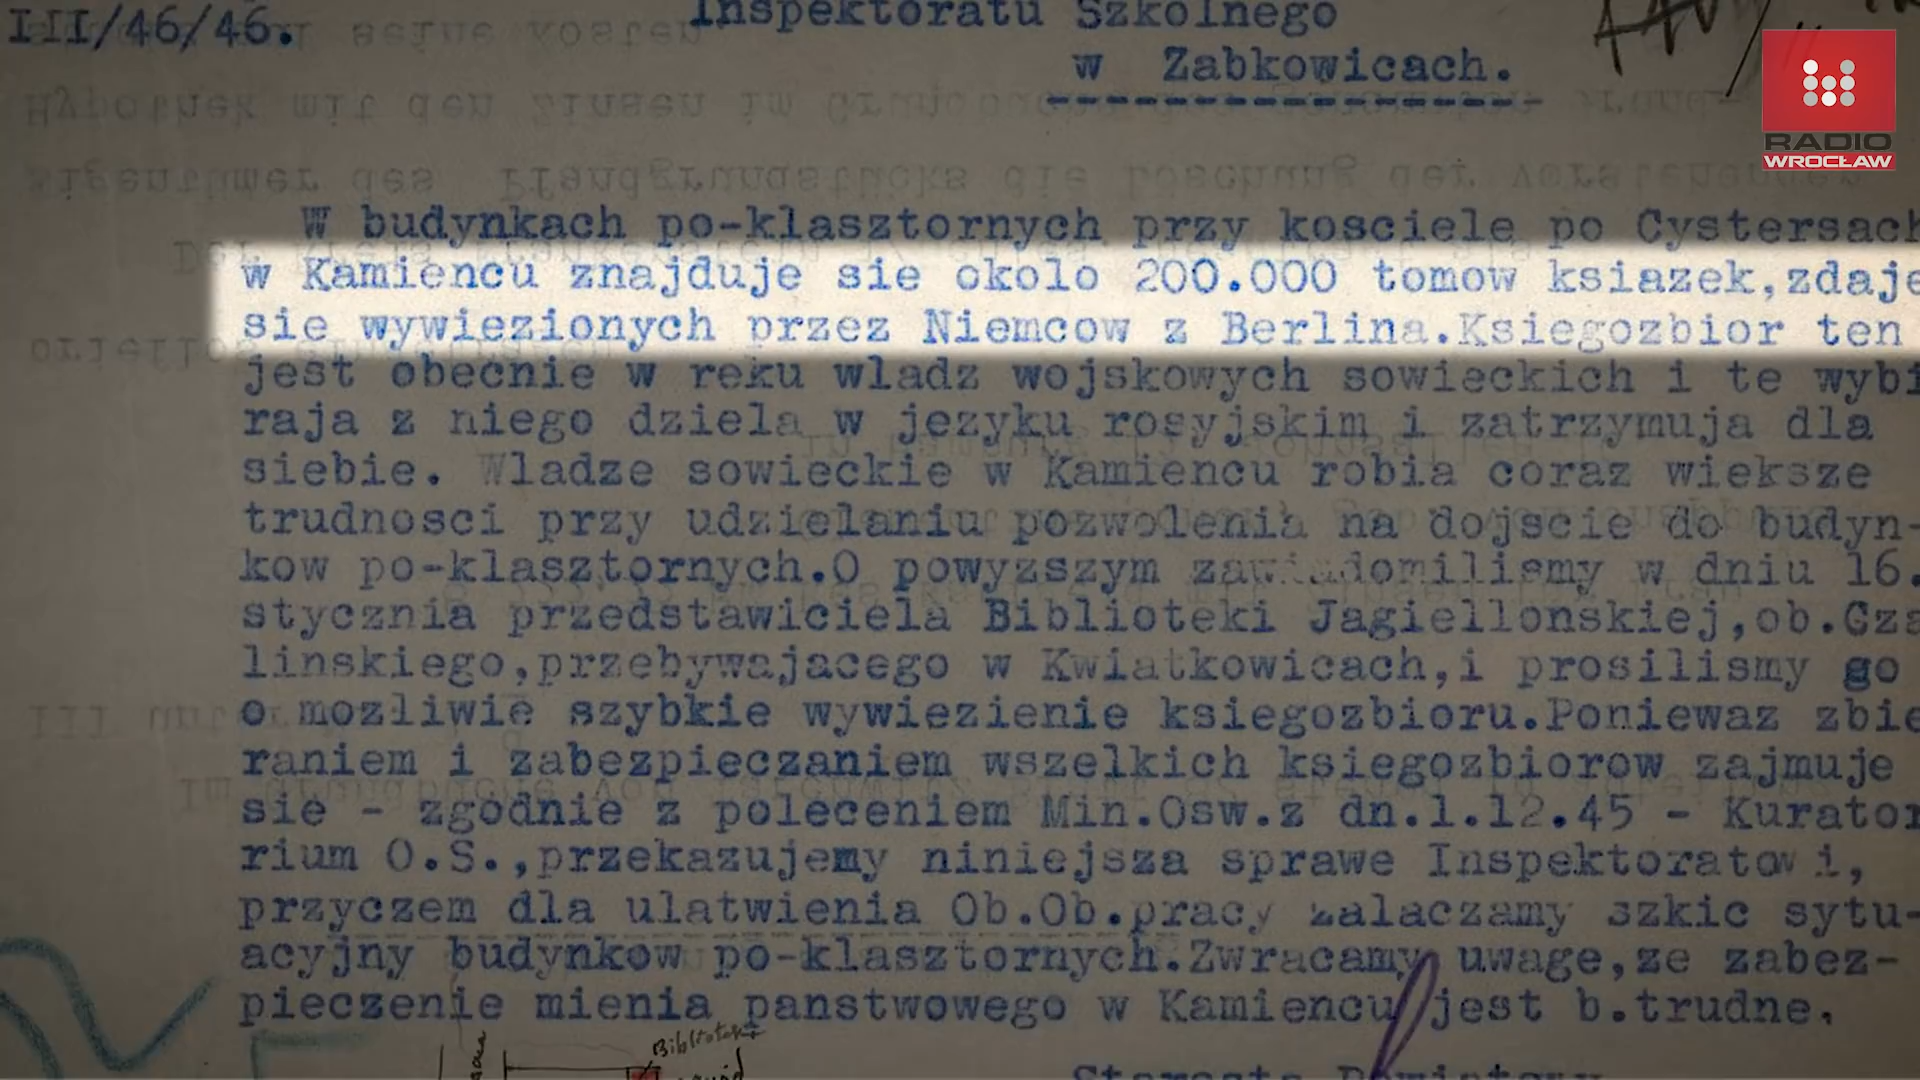 III/46/46.
Inspektoratu Szkolnego
w Zabkowicach.
RADIO
WROCŁAW
W budynkach po-klasztornych przy kosciele po Cystersach
w Kamiencu znajduje sie okolo 200.000 tomow ksiazek,zdaje
sie wywiezionych przez Niemcow z Berlina.Ksiegozbior ten
jest obecnie w reku wladz wojskowych sowieckich i te wybi
raja z niego dziela w jezyku rosyjskim i zatrzymuja dla
siebie. Wladze sowieckie w Kamiencu robia coraz wieksze
trudnosci przy udzielaniu pozwolenia na dojscie do budyn-
kow po-klasztornych.O powyzszym zawiadomilismy w dniu 16.
stycznia przedstawiciela Biblioteki Jagiellonskiej,ob.Cza
linskiego,przebywajacego w Kwiatkowicach,i prosilismy go
o mozliwie szybkie wywiezienie ksiegozbioru.Poniewaz zbie
raniem i zabezpieczaniem wszelkich ksiegozbiorow zajmuje
sie - zgodnie z poleceniem Min.Osw.z dn.1.12.45 - Kurator
rium O.S.,przekazujemy niniejsza sprawe Inspektoratowi,
przyczem dla ulatwienia Ob.Ob.pracy zalaczamy szkic sytu-
acyjny budynkow po-klasztornych.Zwracamy uwage,ze zabez-
pieczenie mienia panstwowego w Kamiencu jest b.trudne.
Starosta Powiatowy